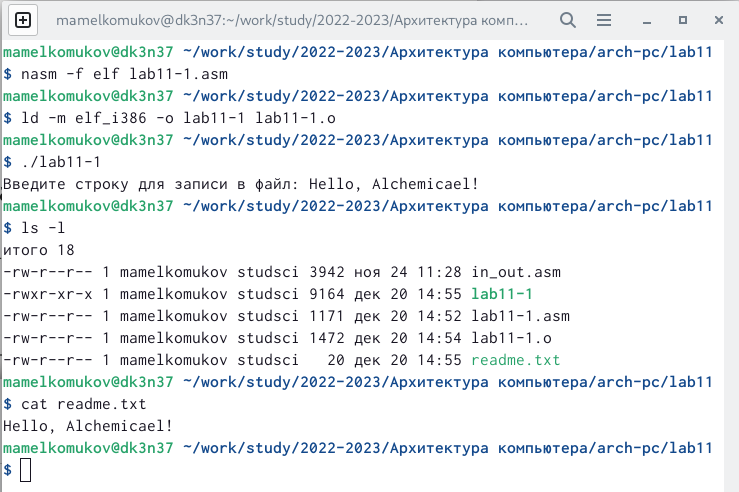 mamelkomukov@dk3n37:~/work/study/2022-2023/Архитектура комп…
mamelkomukov@dk3n37 ~/work/study/2022-2023/Архитектура компьютера/arch-pc/lab11
$ nasm -f elf lab11-1.asm
mamelkomukov@dk3n37 ~/work/study/2022-2023/Архитектура компьютера/arch-pc/lab11
$ ld -m elf_i386 -o lab11-1 lab11-1.o
mamelkomukov@dk3n37 ~/work/study/2022-2023/Архитектура компьютера/arch-pc/lab11
$ ./lab11-1
Введите строку для записи в файл: Hello, Alchemicael!
mamelkomukov@dk3n37 ~/work/study/2022-2023/Архитектура компьютера/arch-pc/lab11
$ ls -l
итого 18
-rw-r--r-- 1 mamelkomukov studsci 3942 ноя 24 11:28 in_out.asm
-rwxr-xr-x 1 mamelkomukov studsci 9164 дек 20 14:55 lab11-1
-rw-r--r-- 1 mamelkomukov studsci 1171 дек 20 14:52 lab11-1.asm
-rw-r--r-- 1 mamelkomukov studsci 1472 дек 20 14:54 lab11-1.o
-rw-r--r-- 1 mamelkomukov studsci   20 дек 20 14:55 readme.txt
mamelkomukov@dk3n37 ~/work/study/2022-2023/Архитектура компьютера/arch-pc/lab11
$ cat readme.txt
Hello, Alchemicael!
mamelkomukov@dk3n37 ~/work/study/2022-2023/Архитектура компьютера/arch-pc/lab11
$